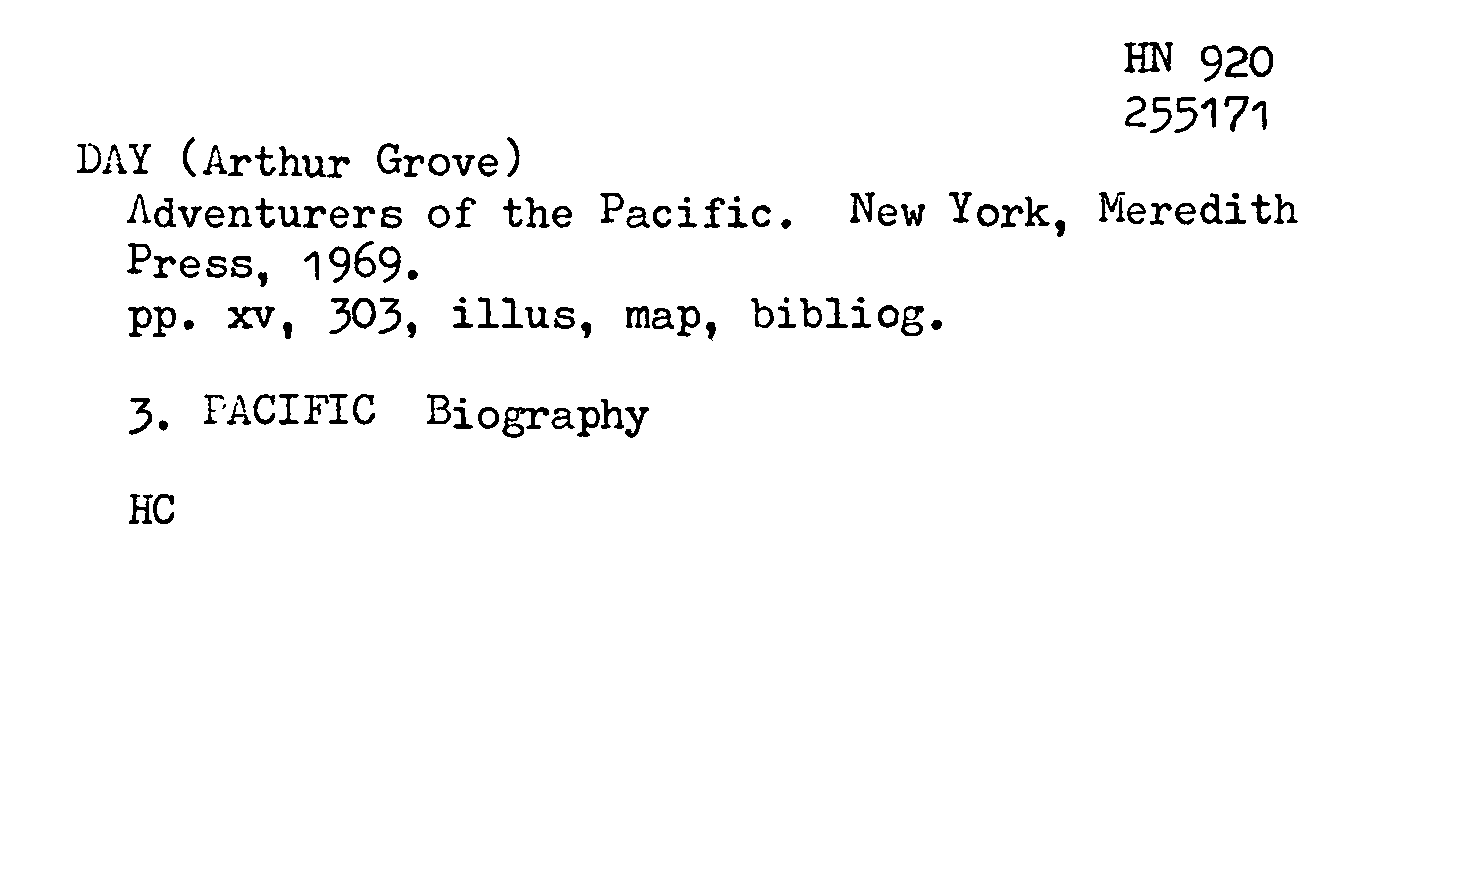 HN 920
255171
DAY (Arthur Grove)
Adventurers of the Pacific. New York, Meredith
Press, 1969.
pp. xv, 303, illus, map, bibliog.
3. PACIFIC Biography
HC